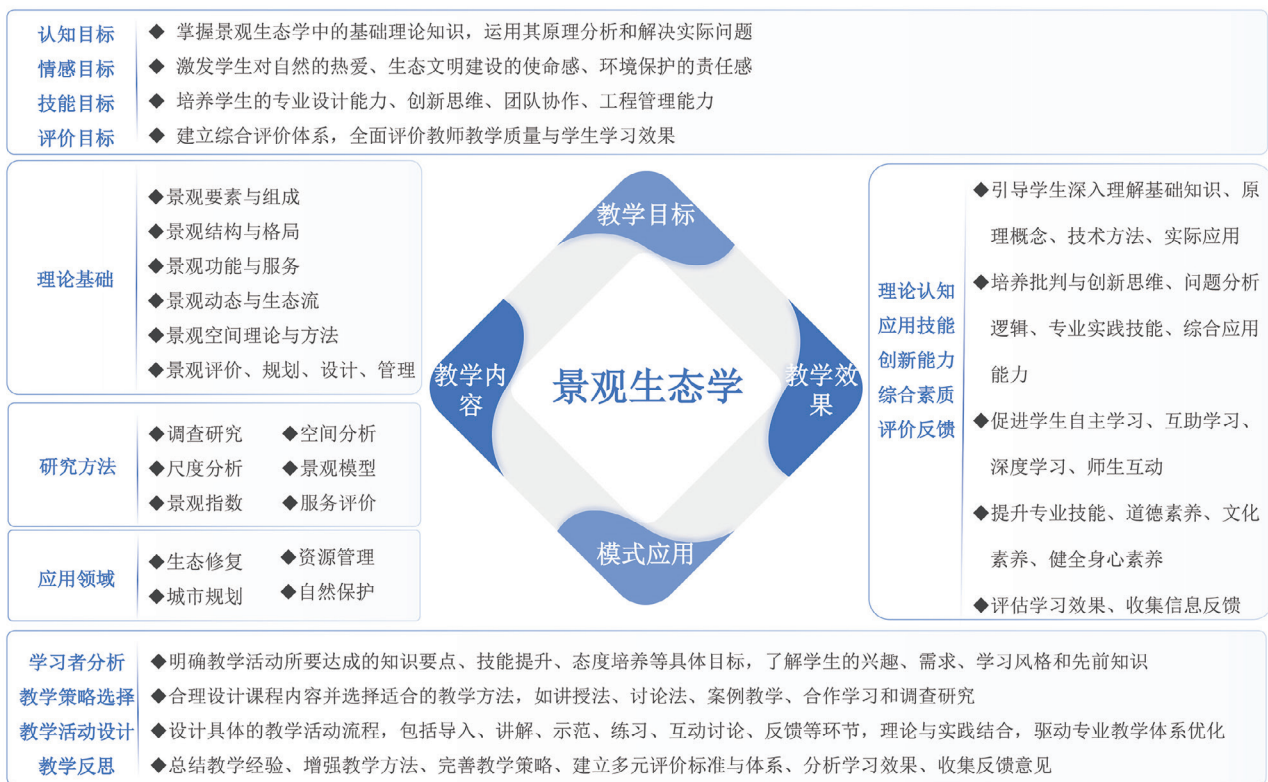 认知目标 ◆ 掌握景观生态学中的基础理论知识，运用其原理分析和解决实际问题
情感目标 ◆ 激发学生对自然的热爱、生态文明建设的使命感、环境保护的责任感
技能目标 ◆ 培养学生的专业设计能力、创新思维、团队协作、工程管理能力
评价目标 ◆ 建立综合评价体系，全面评价教师教学质量与学生学习效果
理论基础
◆景观要素与组成
◆景观结构与格局
◆景观功能与服务
◆景观动态与生态流
◆景观空间理论与方法
◆景观评价、规划、设计、管理
研究方法
◆调查研究 ◆空间分析
◆尺度分析 ◆景观模型
◆景观指数 ◆服务评价
应用领域
◆生态修复 ◆资源管理
◆城市规划 ◆自然保护
教学目标
教学内
容
景观生态学
教学效
果
模式应用
理论认知
应用技能
创新能力
综合素质
评价反馈
◆引导学生深入理解基础知识、原
理概念、技术方法、实际应用
◆培养批判与创新思维、问题分析
逻辑、专业实践技能、综合应用
能力
◆促进学生自主学习、互助学习、
深度学习、师生互动
◆提升专业技能、道德素养、文化
素养、健全身心素养
◆评估学习效果、收集信息反馈
学习者分析 ◆明确教学活动所要达成的知识要点、技能提升、态度培养等具体目标，了解学生的兴趣、需求、学习风格和先前知识
教学策略选择 ◆合理设计课程内容并选择适合的教学方法，如讲授法、讨论法、案例教学、合作学习和调查研究
教学活动设计 ◆设计具体的教学活动流程，包括导入、讲解、示范、练习、互动讨论、反馈等环节，理论与实践结合，驱动专业教学体系优化
教学反思 ◆总结教学经验、增强教学方法、完善教学策略、建立多元评价标准与体系、分析学习效果、收集反馈意见